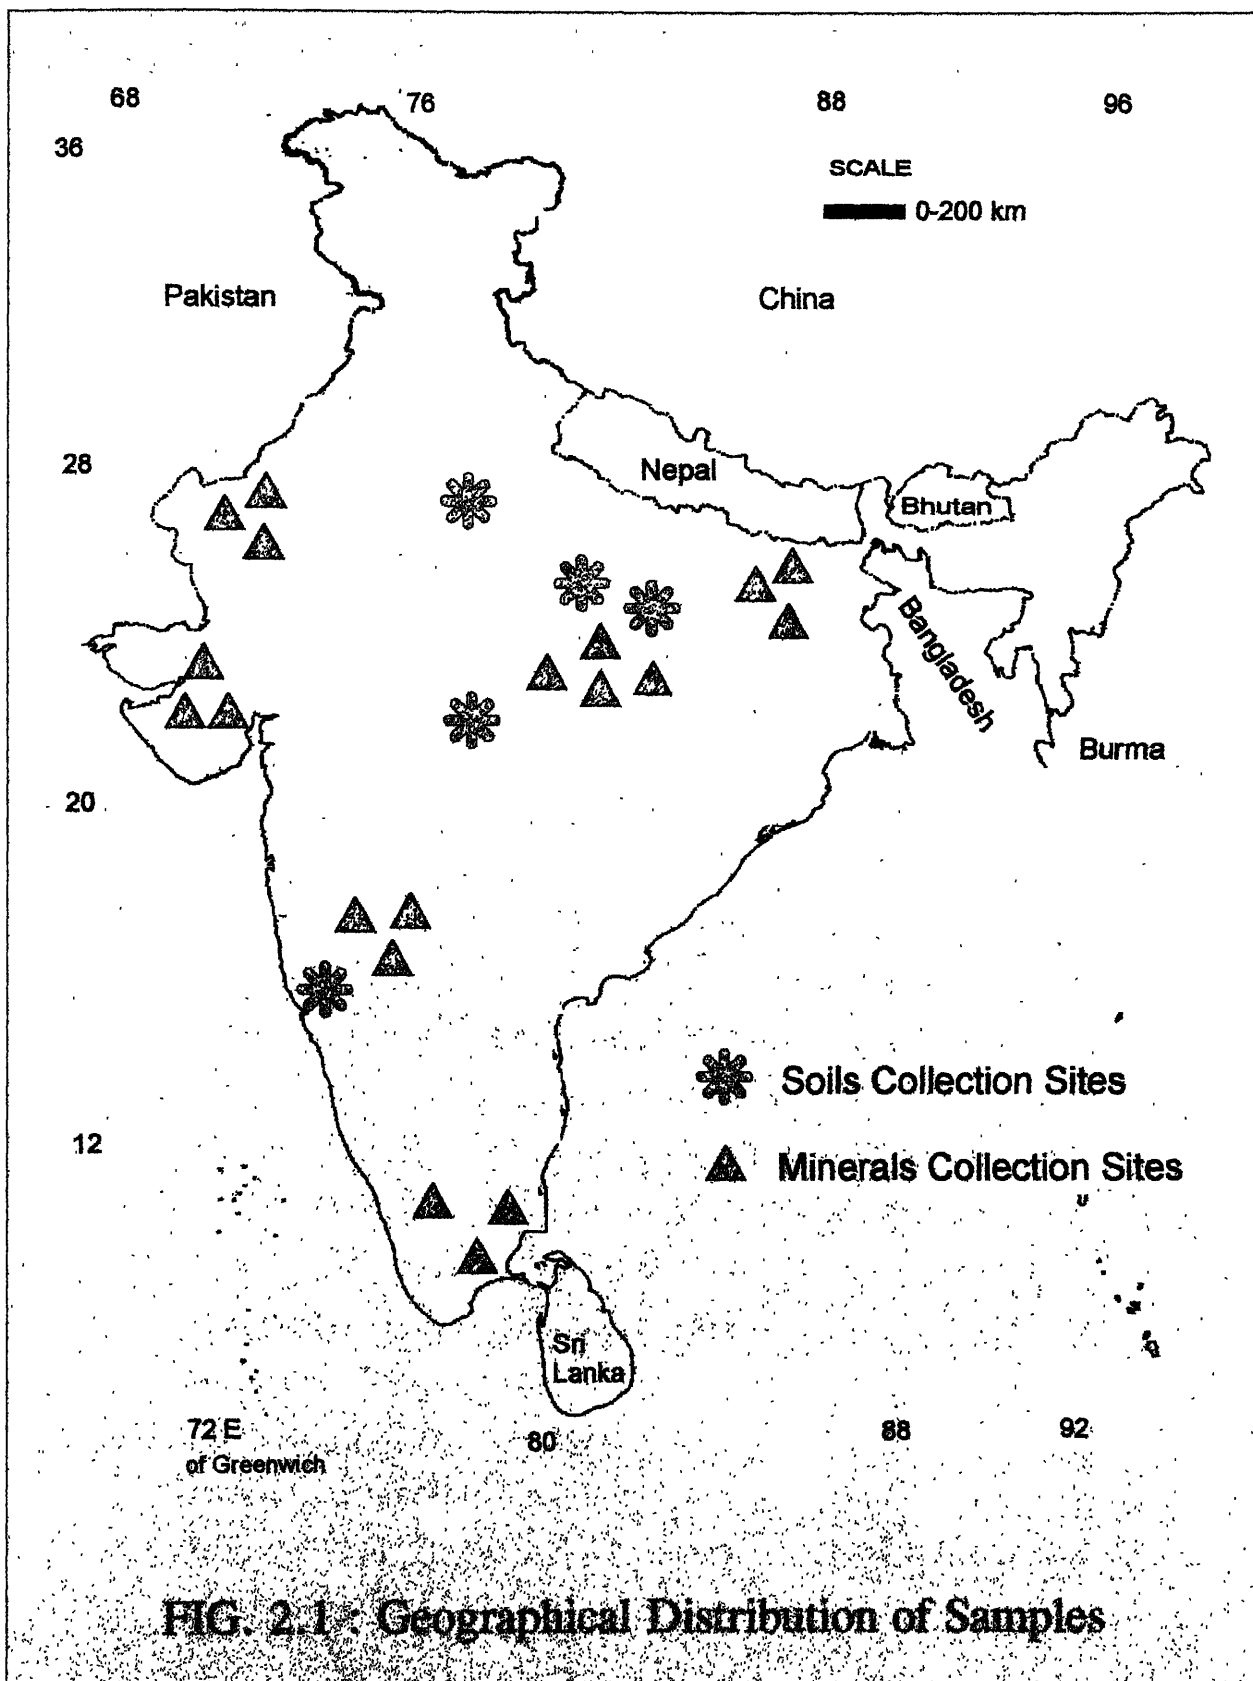 68
76
88
96
36
SCALE
0-200 km
Pakistan
China
28
Nepal
Bhutan
Bangladesh
Burma
20
Soils Collection Sites
12
Minerals Collection Sites
Sri
Lanka
72 E
of Greenwich
80
88
92
FIG. 2.1 : Geographical Distribution of Samples